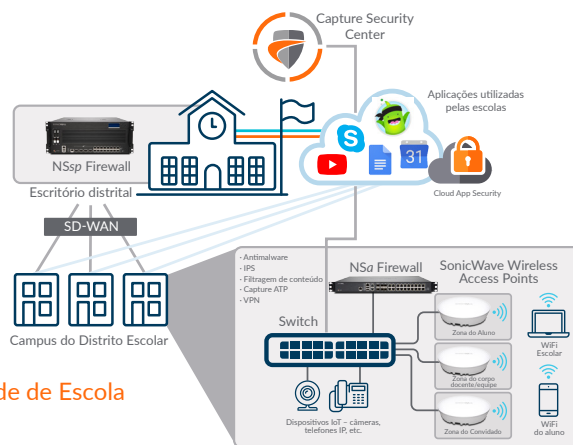 Capture Security
Center
Aplicações utilizadas
pelas escolas
31
Cloud App Security
NSsp Firewall
Escritório distrital
SD-WAN
Campus do Distrito Escolar
de de Escola
· Antimalware
· IPS
· Filtragem de conteúdo
· Capture ATP
· VPN
NSa Firewall
SonicWave Wireless
Access Points
Switch
Zona do Aluno
Zona do corpo
docente/equipe
Zona do Convidado
WiFi
Escolar
WiFi
do aluno
Dispositivos IoT – câmeras,
telefones IP, etc.